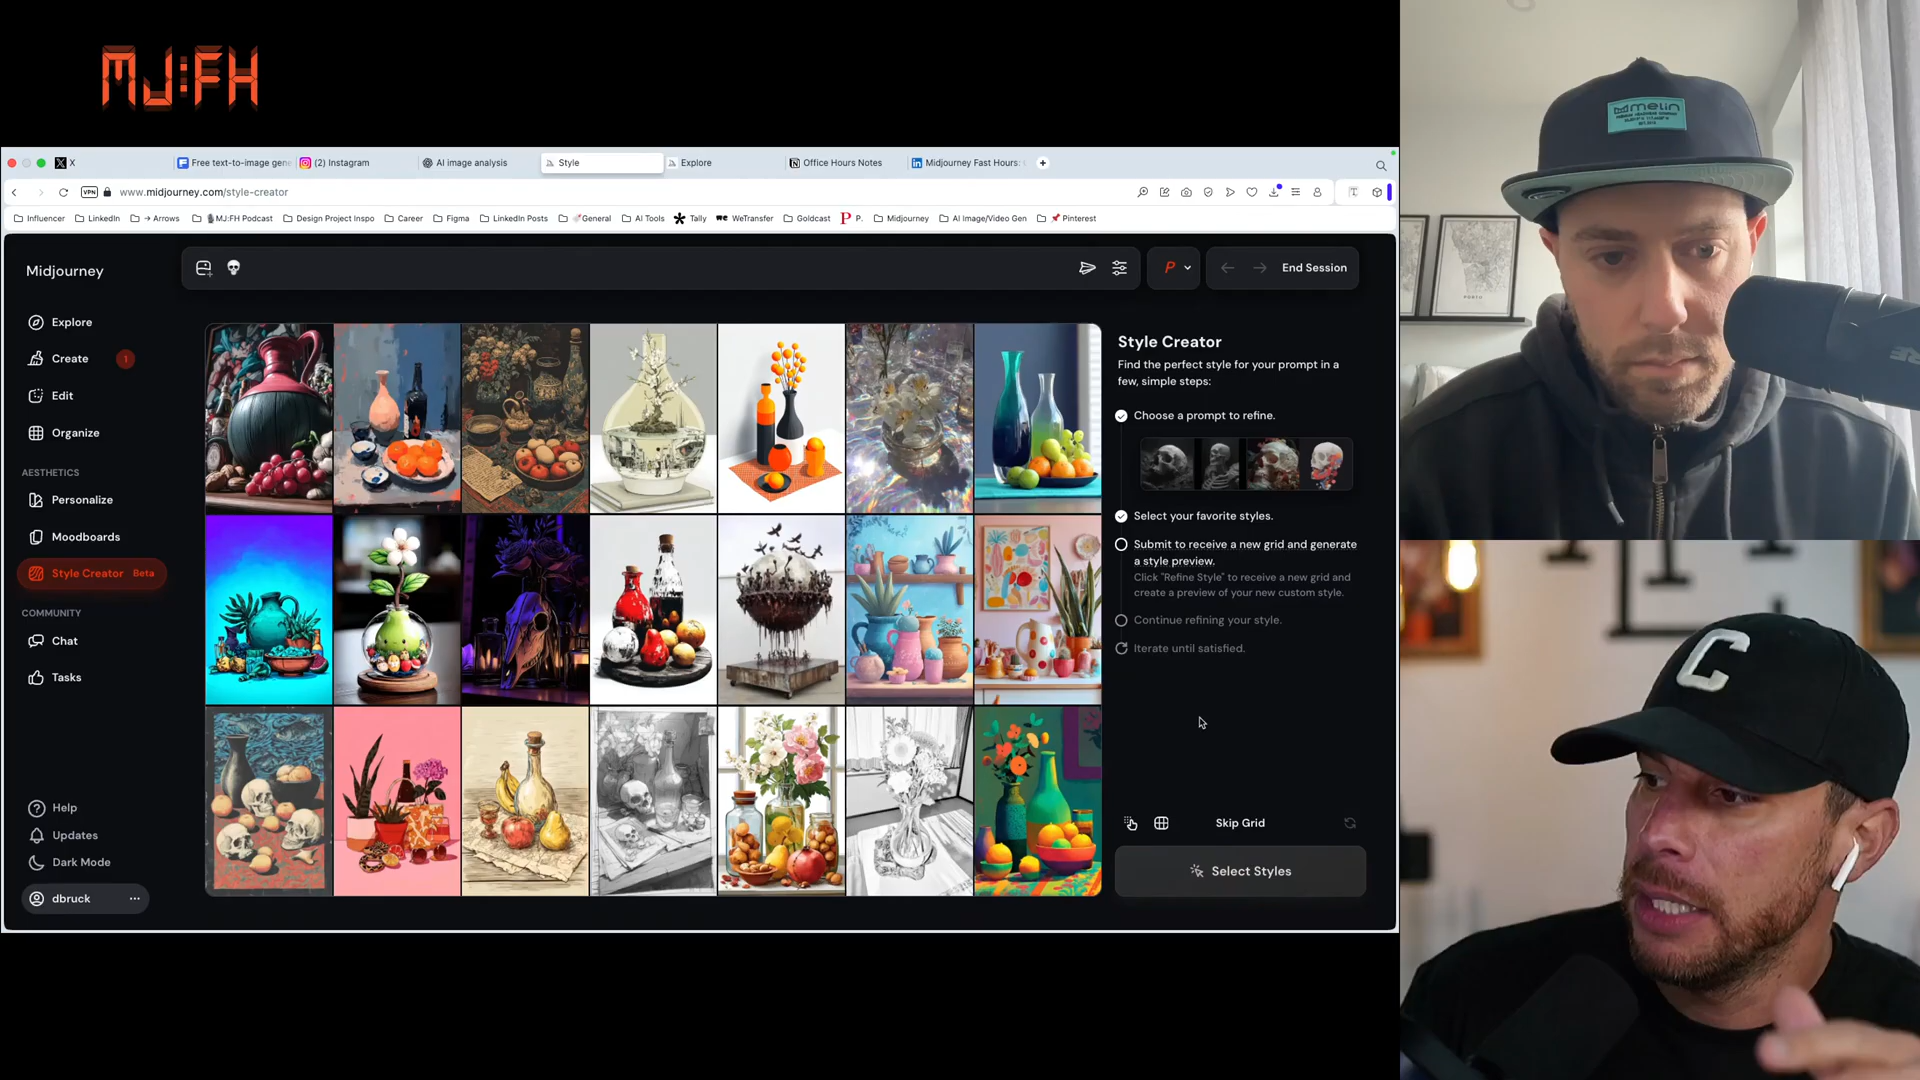 MJ:FH
X
Free text-to-image gene
(2) Instagram
AI image analysis
Style
Explore
Office Hours Notes
Midjourney Fast Hours:
VPN
www.midjourney.com/style-creator
Influencer
LinkedIn
→ Arrows
MJ:FH Podcast
Design Project Inspo
Career
Figma
LinkedIn Posts
General
AI Tools
Tally
WeTransfer
Goldcast
P.
Midjourney
AI Image/Video Gen
Pinterest
Midjourney
P
End Session
Explore
Create
1
Edit
Organize
AESTHETICS
Personalize
Moodboards
Style Creator Beta
COMMUNITY
Chat
Tasks
Help
Updates
Dark Mode
dbruck
Style Creator
Find the perfect style for your prompt in a
few, simple steps:
Choose a prompt to refine.
Select your favorite styles.
Submit to receive a new grid and generate
a style preview.
Click "Refine Style" to receive a new grid and
create a preview of your new custom style.
Continue refining your style.
Iterate until satisfied.
Skip Grid
Select Styles
melin
PORTO
C